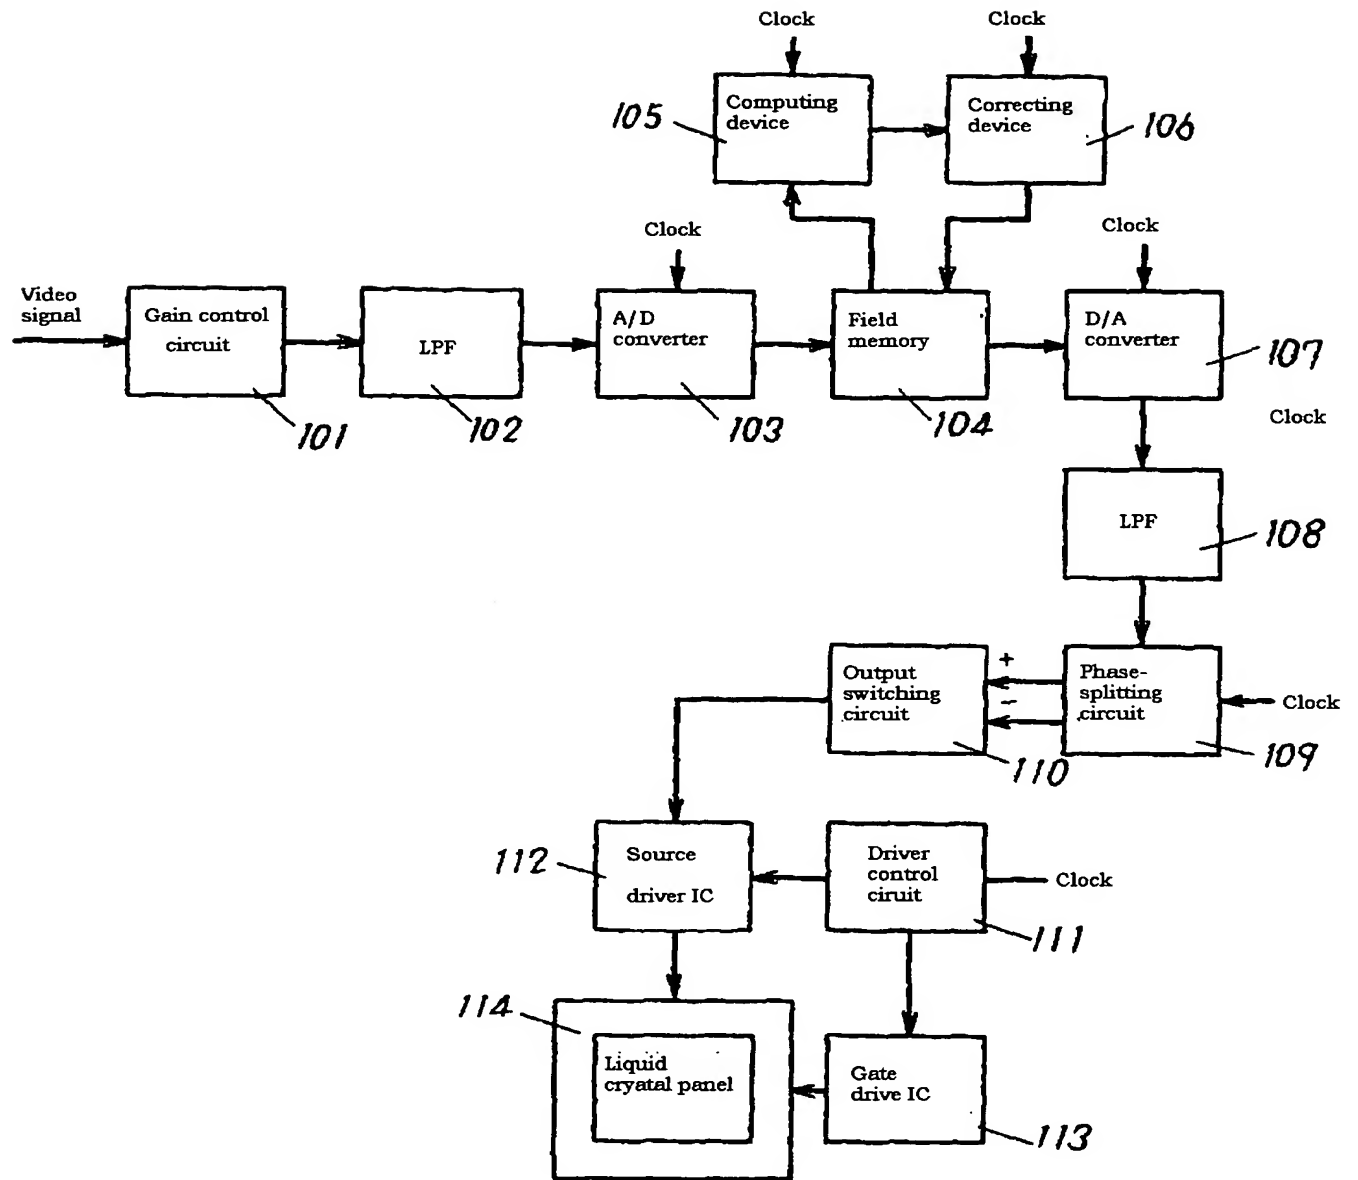 Clock
Clock
Computing
device
Correcting
device
105
106
Clock
Clock
Video
signal
Gain control
circuit
LPF
A/D
converter
Field
memory
D/A
converter
101
102
103
104
107
Clock
LPF
108
Output
switching
circuit
+
−
Phase-
splitting
circuit
Clock
110
109
112
Source
driver IC
Driver
control
ciruit
Clock
111
114
Liquid
cryatal panel
Gate
drive IC
113